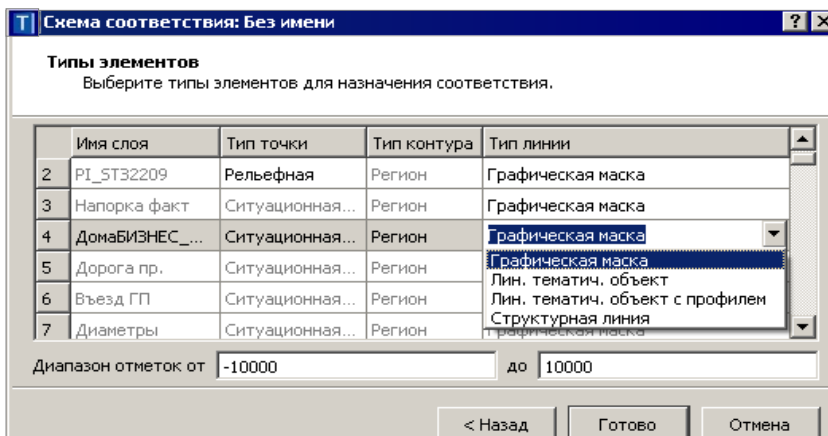 T Схема соответствия: Без имени ? X
Типы элементов
Выберите типы элементов для назначения соответствия.
Имя слоя Тип точки Тип контура Тип линии
2 PI_ST32209 Рельефная Регион Графическая маска
3 Напорка факт Ситуационная... Регион Графическая маска
4 ДомаБИЗНЕС_... Ситуационная... Регион Графическая маска
5 Дорога пр. Ситуационная... Регион Графическая маска
Лин. тематич. объект
6 Въезд ГП Ситуационная... Регион Лин. тематич. объект с профилем
Структурная линия
7 Диаметры Ситуационная... Регион Графическая маска
Диапазон отметок от -10000 до 10000
< Назад Готово Отмена